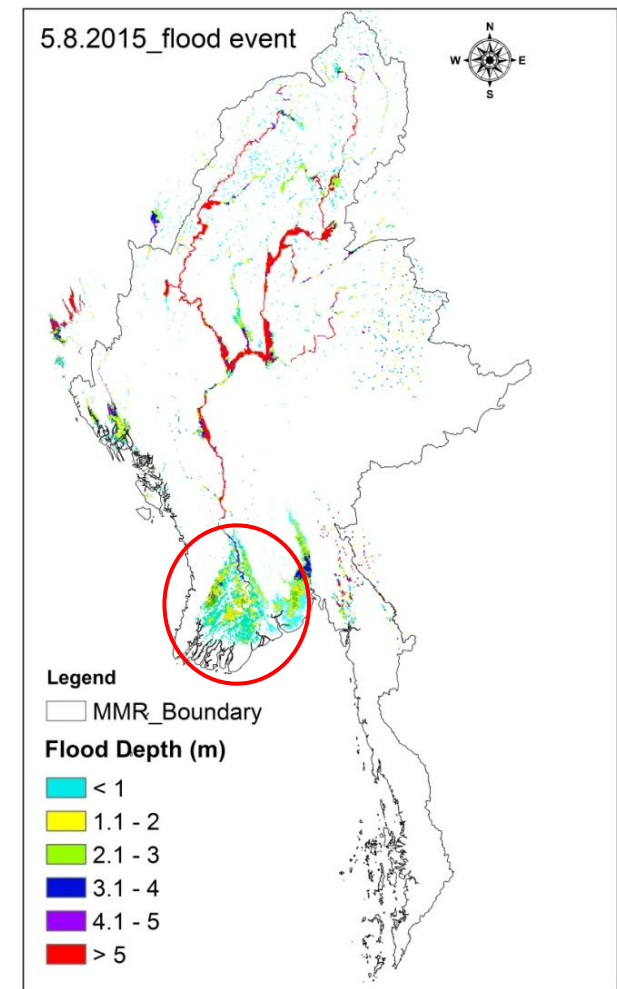 5.8.2015_flood event
N
W
E
S
Legend
MMR_Boundary
Flood Depth (m)
< 1
1.1 - 2
2.1 - 3
3.1 - 4
4.1 - 5
> 5